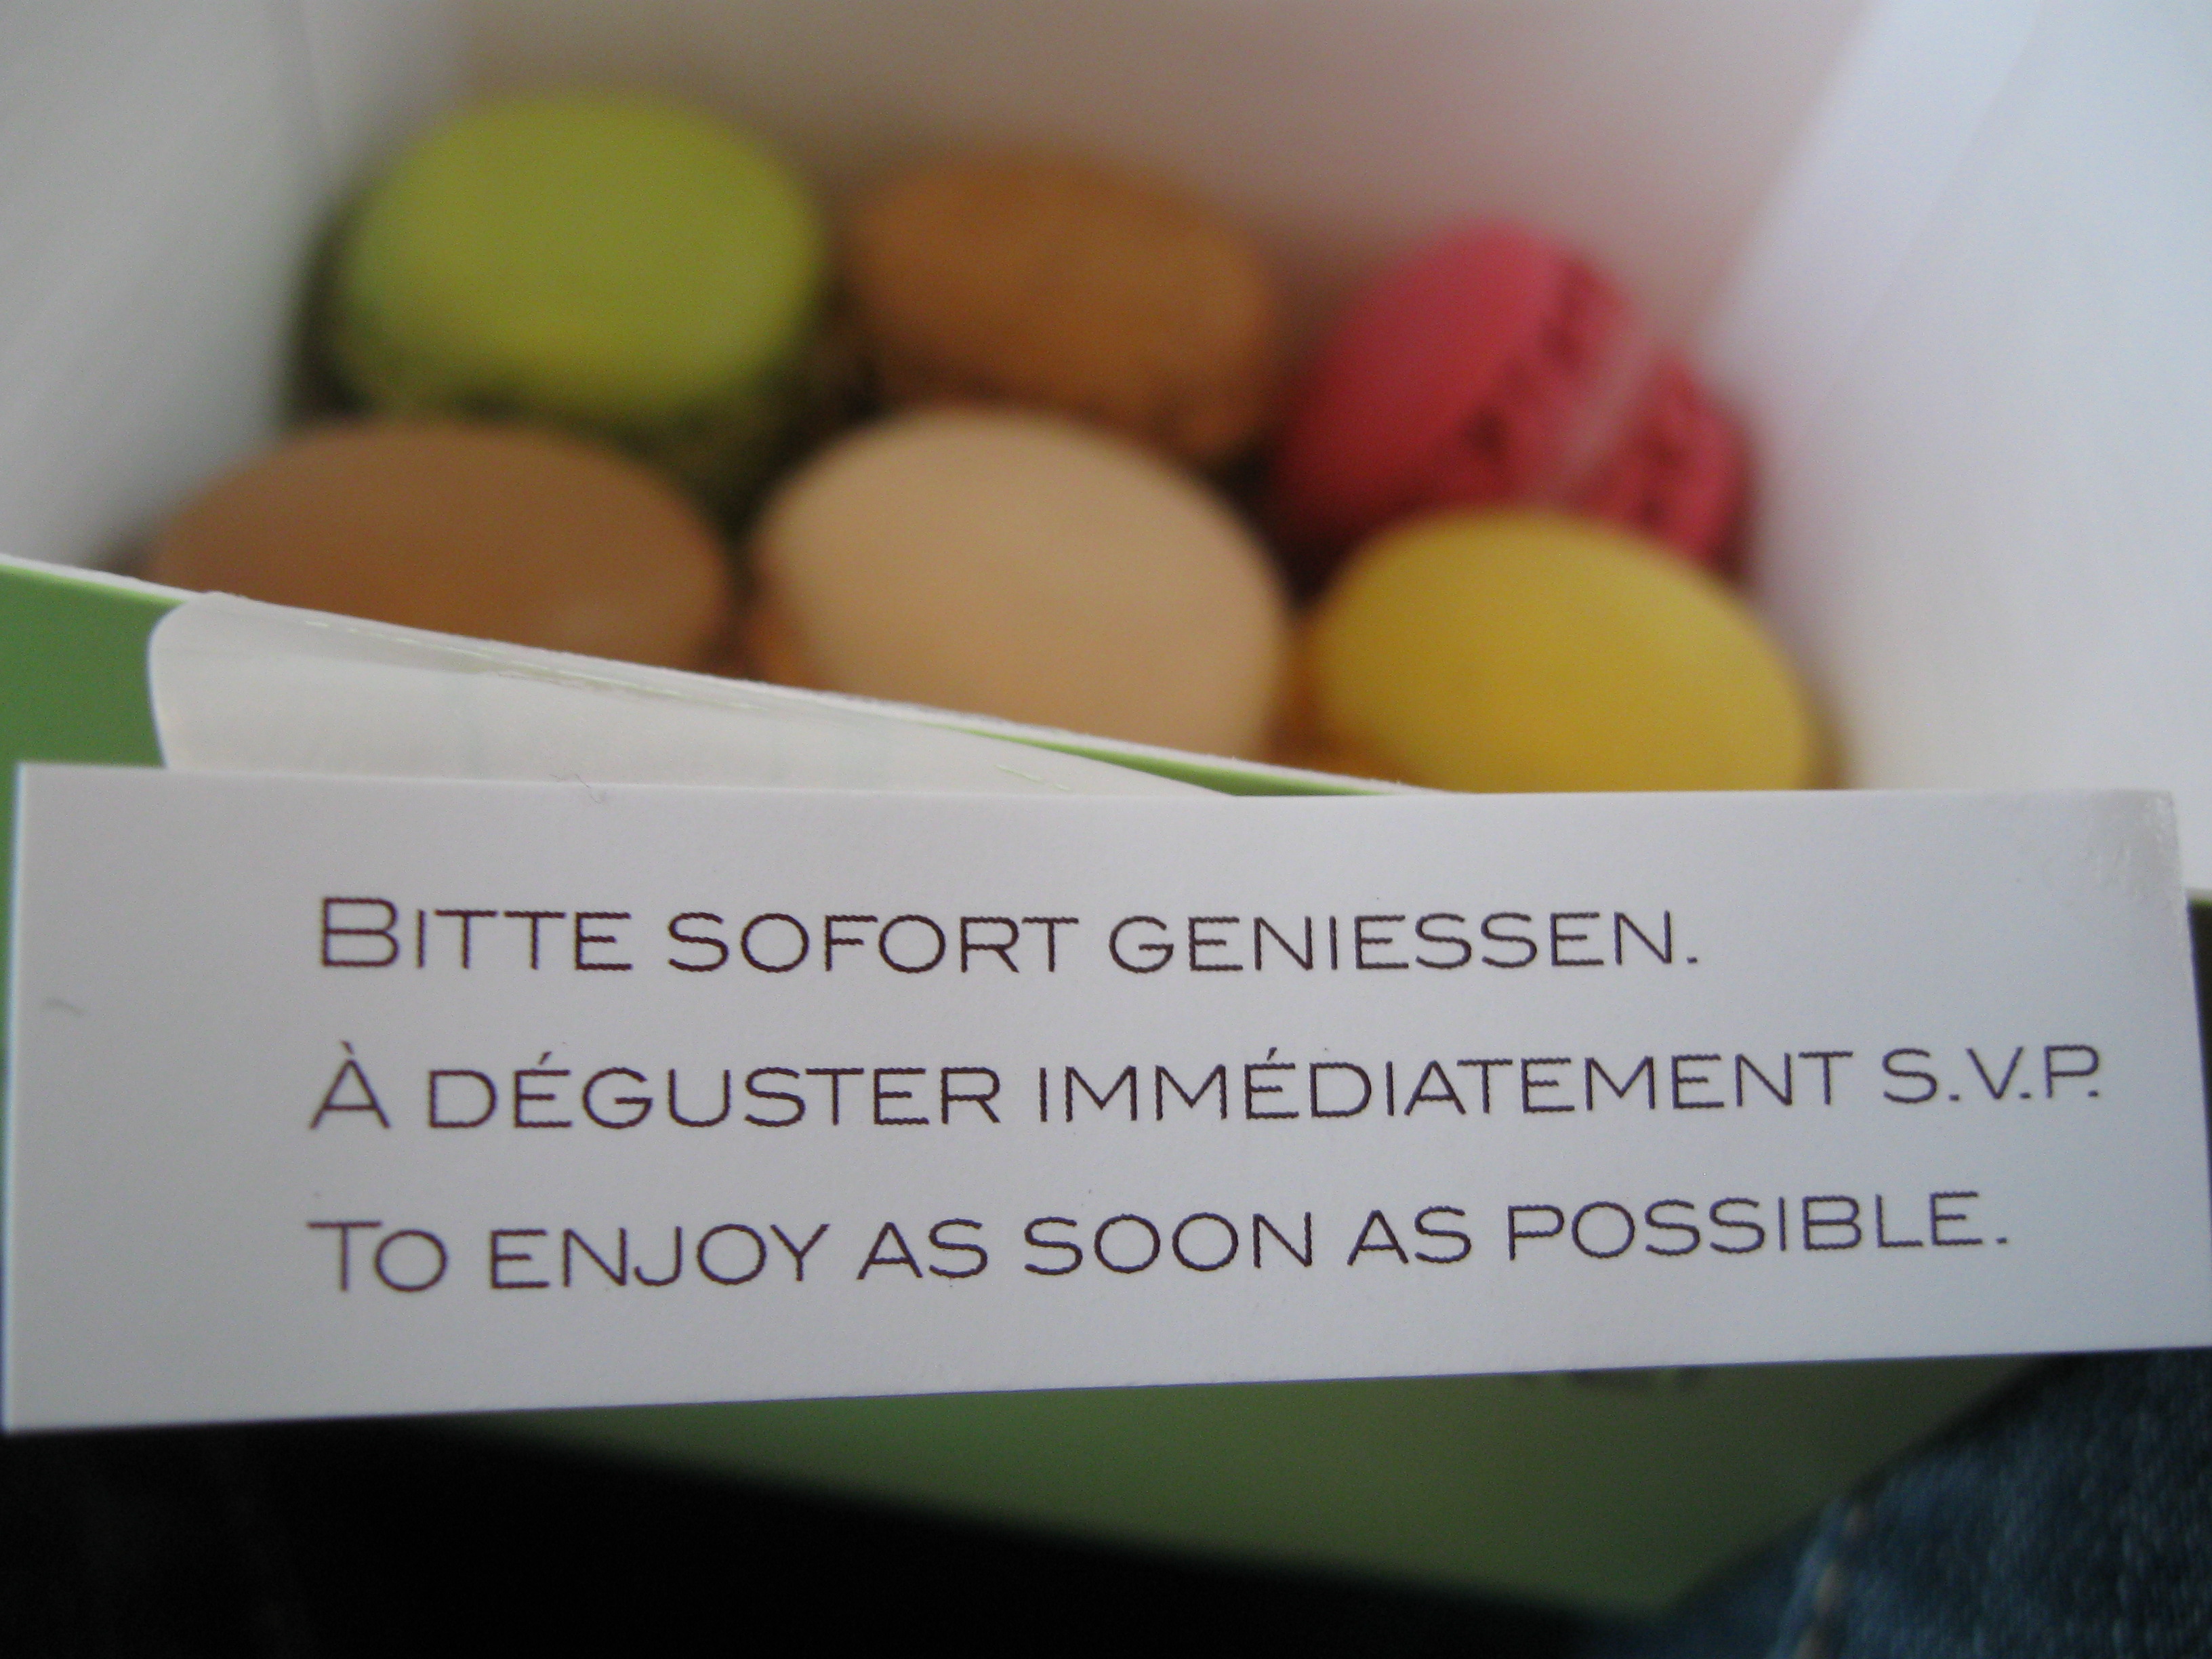 BITTE SOFORT GENIESSEN.
À DÉGUSTER IMMÉDIATEMENT S.V.P.
TO ENJOY AS SOON AS POSSIBLE.